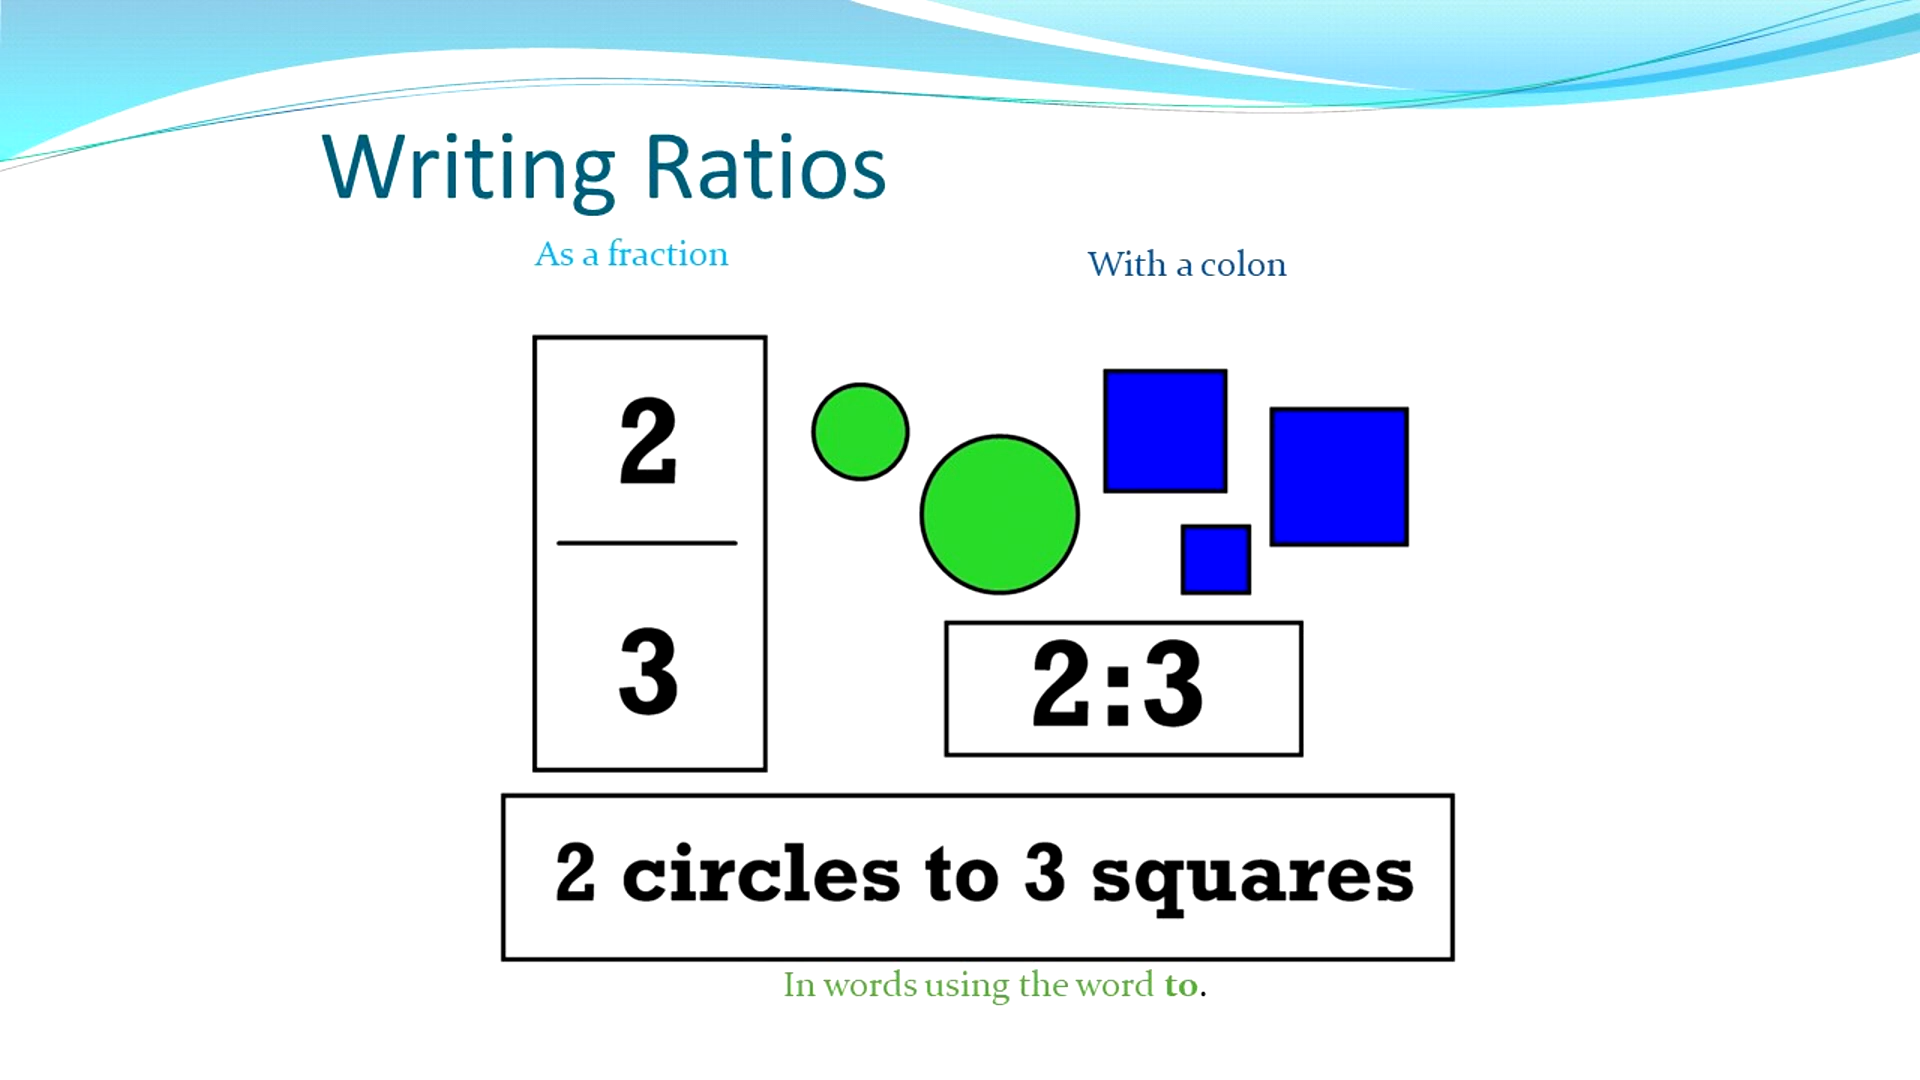 Writing Ratios
As a fraction
With a colon
2
3
2:3
2 circles to 3 squares
In words using the word to.